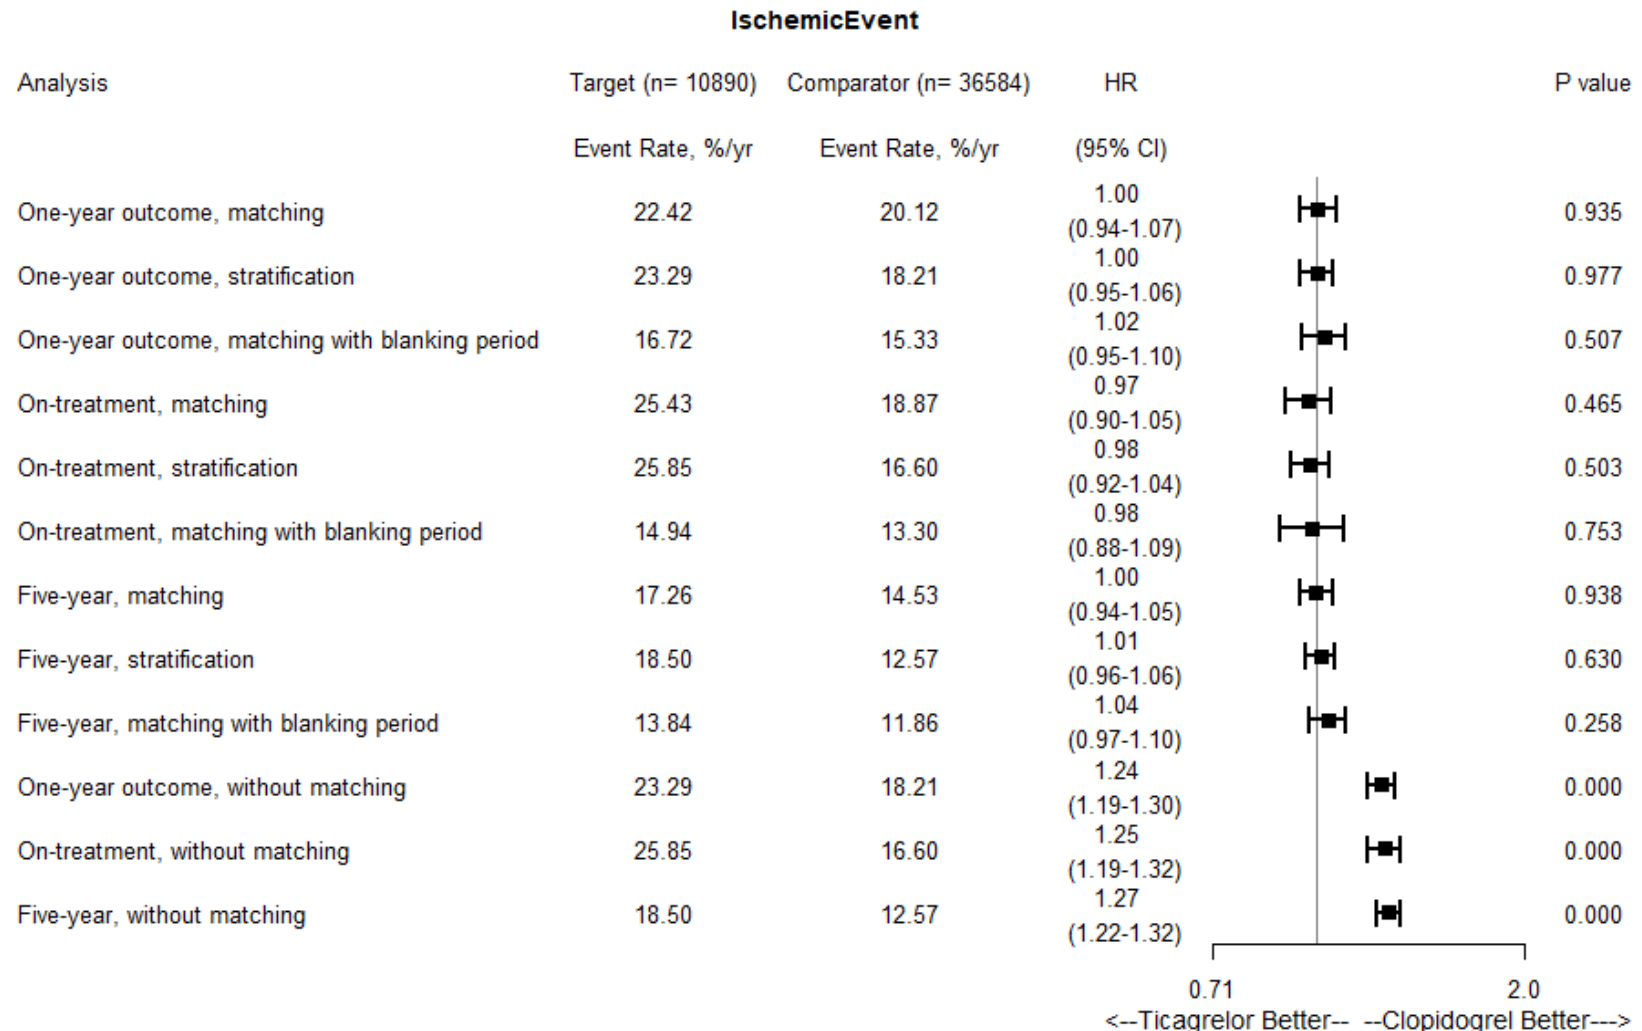 IschemicEvent
Analysis Target (n= 10890) Comparator (n= 36584) HR P value
Event Rate, %/yr Event Rate, %/yr (95% CI)
One-year outcome, matching 22.42 20.12 1.00 (0.94-1.07) 0.935
One-year outcome, stratification 23.29 18.21 1.00 (0.95-1.06) 0.977
One-year outcome, matching with blanking period 16.72 15.33 1.02 (0.95-1.10) 0.507
On-treatment, matching 25.43 18.87 0.97 (0.90-1.05) 0.465
On-treatment, stratification 25.85 16.60 0.98 (0.92-1.04) 0.503
On-treatment, matching with blanking period 14.94 13.30 0.98 (0.88-1.09) 0.753
Five-year, matching 17.26 14.53 1.00 (0.94-1.05) 0.938
Five-year, stratification 18.50 12.57 1.01 (0.96-1.06) 0.630
Five-year, matching with blanking period 13.84 11.86 1.04 (0.97-1.10) 0.258
One-year outcome, without matching 23.29 18.21 1.24 (1.19-1.30) 0.000
On-treatment, without matching 25.85 16.60 1.25 (1.19-1.32) 0.000
Five-year, without matching 18.50 12.57 1.27 (1.22-1.32) 0.000
0.71 2.0
<--Ticagrelor Better-- --Clopidogrel Better--->